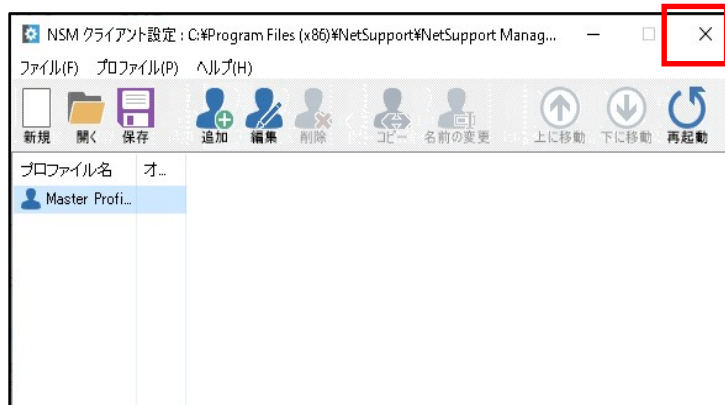 NSM クライアント設定 : C:¥Program Files (x86)¥NetSupport¥NetSupport Manag...
ファイル(F) プロファイル(P) ヘルプ(H)
新規 開く 保存 追加 編集 削除 コピー 名前の変更 上に移動 下に移動 再起動
プロファイル名 オ...
Master Profi...